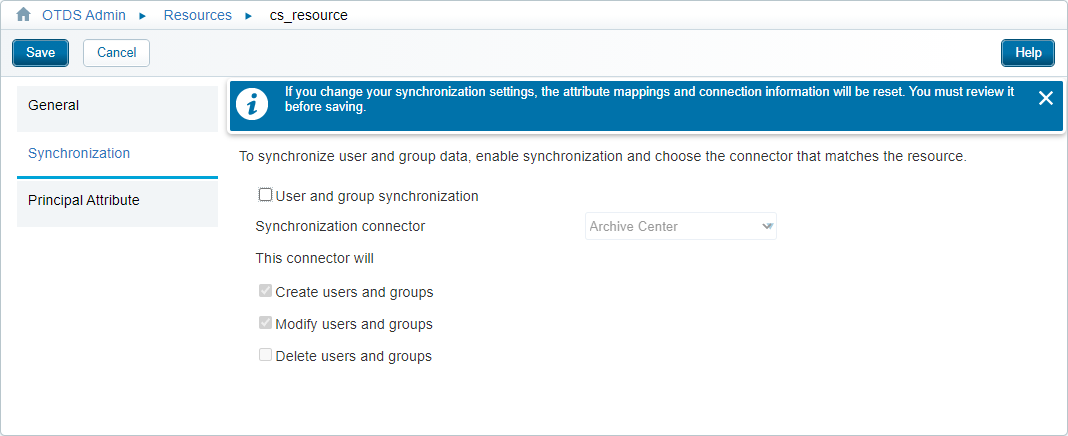 OTDS Admin ▸ Resources ▸ cs_resource
Save Cancel Help
General
Synchronization
Principal Attribute
If you change your synchronization settings, the attribute mappings and connection information will be reset. You must review it
before saving.
To synchronize user and group data, enable synchronization and choose the connector that matches the resource.
User and group synchronization
Synchronization connector Archive Center
This connector will
Create users and groups
Modify users and groups
Delete users and groups